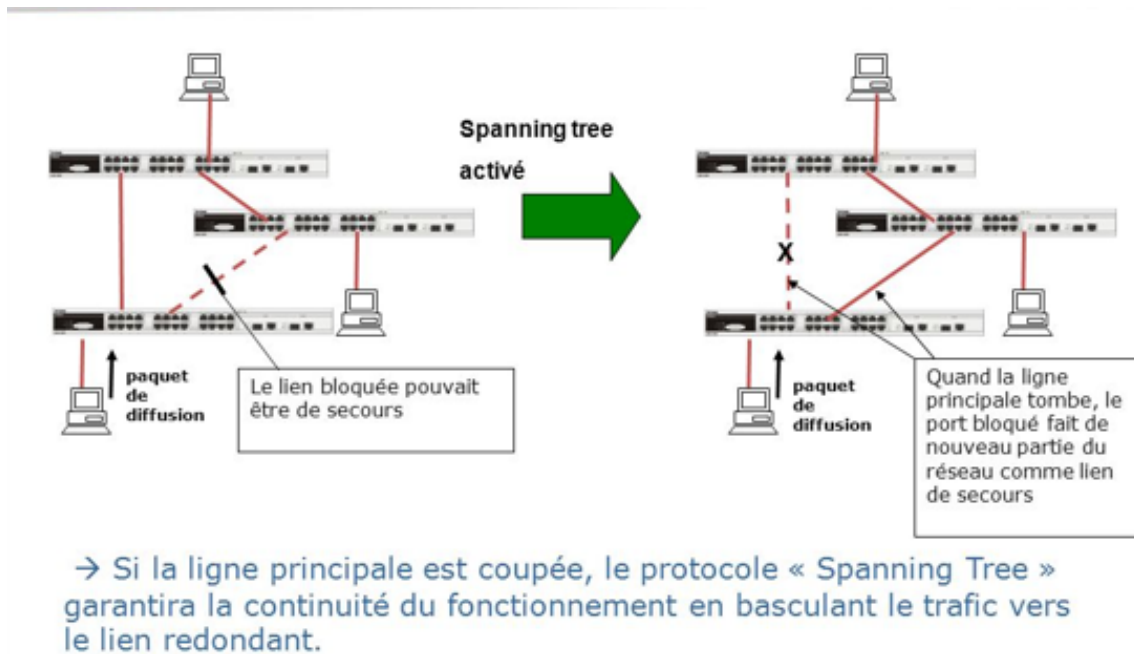 Spanning tree
activé
X
paquet
de
diffusion
Le lien bloquée pouvait
être de secours
paquet
de
diffusion
Quand la ligne
principale tombe, le
port bloqué fait de
nouveau partie du
réseau comme lien
de secours
→ Si la ligne principale est coupée, le protocole « Spanning Tree »
garantira la continuité du fonctionnement en basculant le trafic vers
le lien redondant.